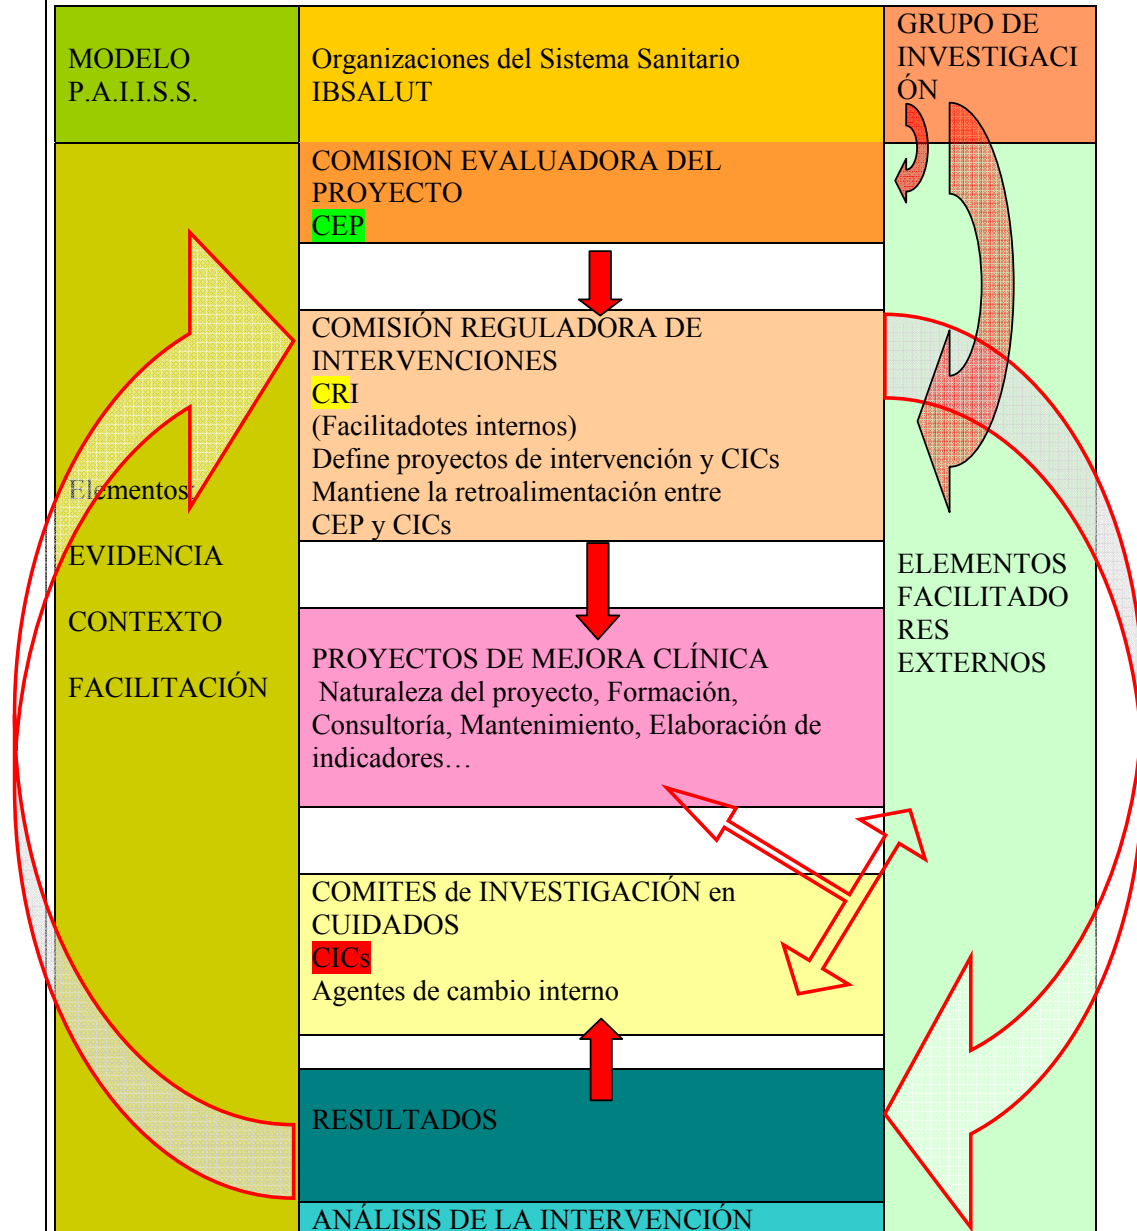 MODELO
P.A.I.I.S.S.
Organizaciones del Sistema Sanitario
IBSALUT
GRUPO DE
INVESTIGACI
ÓN
COMISION EVALUADORA DEL
PROYECTO
CEP
COMISIÓN REGULADORA DE
INTERVENCIONES
CRI
(Facilitadotes internos)
Define proyectos de intervención y CICs
Mantiene la retroalimentación entre
CEP y CICs
Elementos:
EVIDENCIA
CONTEXTO
FACILITACIÓN
ELEMENTOS
FACILITADO
RES
EXTERNOS
PROYECTOS DE MEJORA CLÍNICA
Naturaleza del proyecto, Formación,
Consultoría, Mantenimiento, Elaboración de
indicadores…
COMITES de INVESTIGACIÓN en
CUIDADOS
CICs
Agentes de cambio interno
RESULTADOS
ANÁLISIS DE LA INTERVENCIÓN